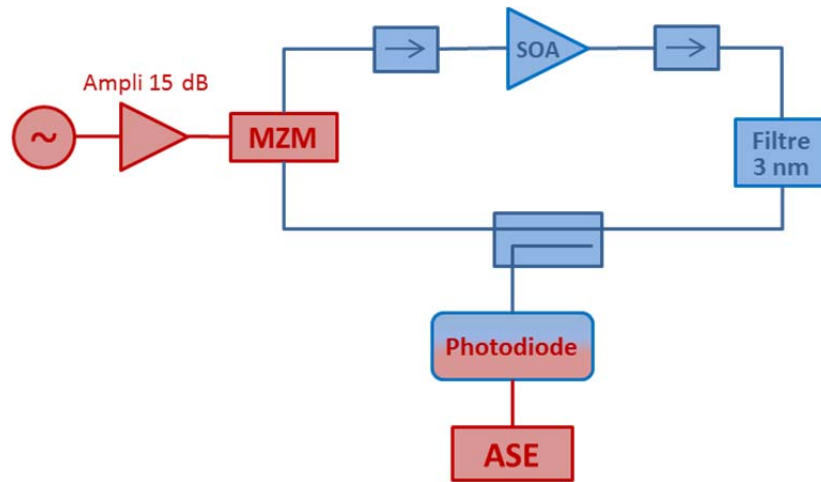 SOA
Ampli 15 dB
~
MZM
Filtre
3 nm
Photodiode
ASE